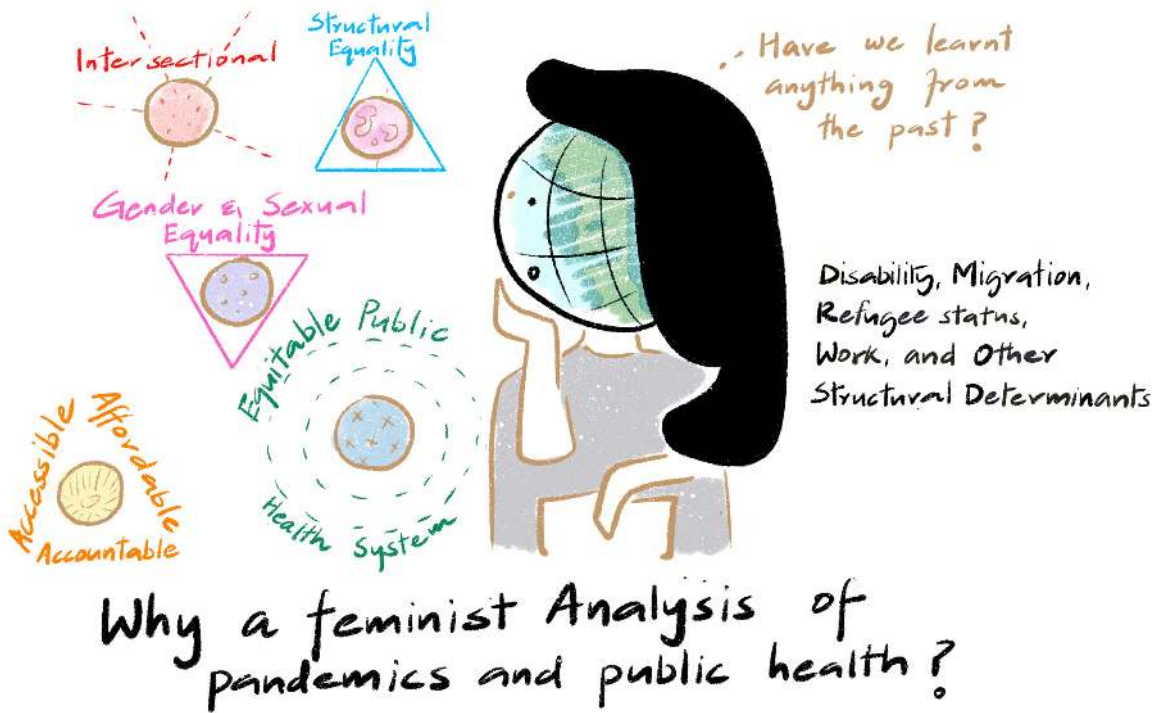 Intersectional
Structural
Equality
Gender & Sexual
Equality
Equitable Public
Health System
Accessible
Affordable
Accountable
Have we learnt
anything from
the past?
Disability, Migration,
Refugee status,
Work, and Other
Structural Determinants
Why a feminist Analysis of
pandemics and public health?